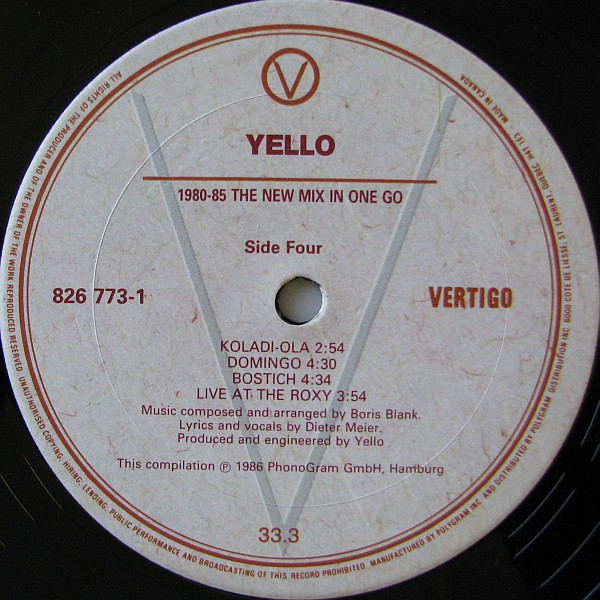 V
YELLO
1980-85 THE NEW MIX IN ONE GO
Side Four
826 773-1
VERTIGO
KOLADI-OLA 2:54
DOMINGO 4:30
BOSTICH 4:34
LIVE AT THE ROXY 3:54
Music composed and arranged by Boris Blank.
Lyrics and vocals by Dieter Meier.
Produced and engineered by Yello
This compilation ℗ 1986 PhonoGram GmbH, Hamburg
33.3
ALL RIGHTS OF THE PRODUCER AND OF THE OWNER OF THE WORK REPRODUCED RESERVED. UNAUTHORISED COPYING, HIRING, LENDING, PUBLIC PERFORMANCE AND BROADCASTING OF THIS RECORD PROHIBITED. MANUFACTURED BY POLYGRAM INC AND DISTRIBUTED BY POLYGRAM DISTRIBUTION INC 6000 COTE DE LIESSE, ST LAURENT, QUEBEC H4T 1E3 MADE IN CANADA